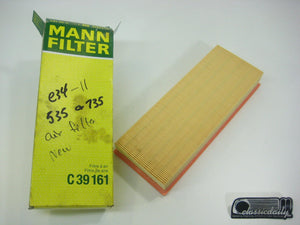 MANN
FILTER
e34-11
535 a 735
air filter
New
C 39 161
classicdaily